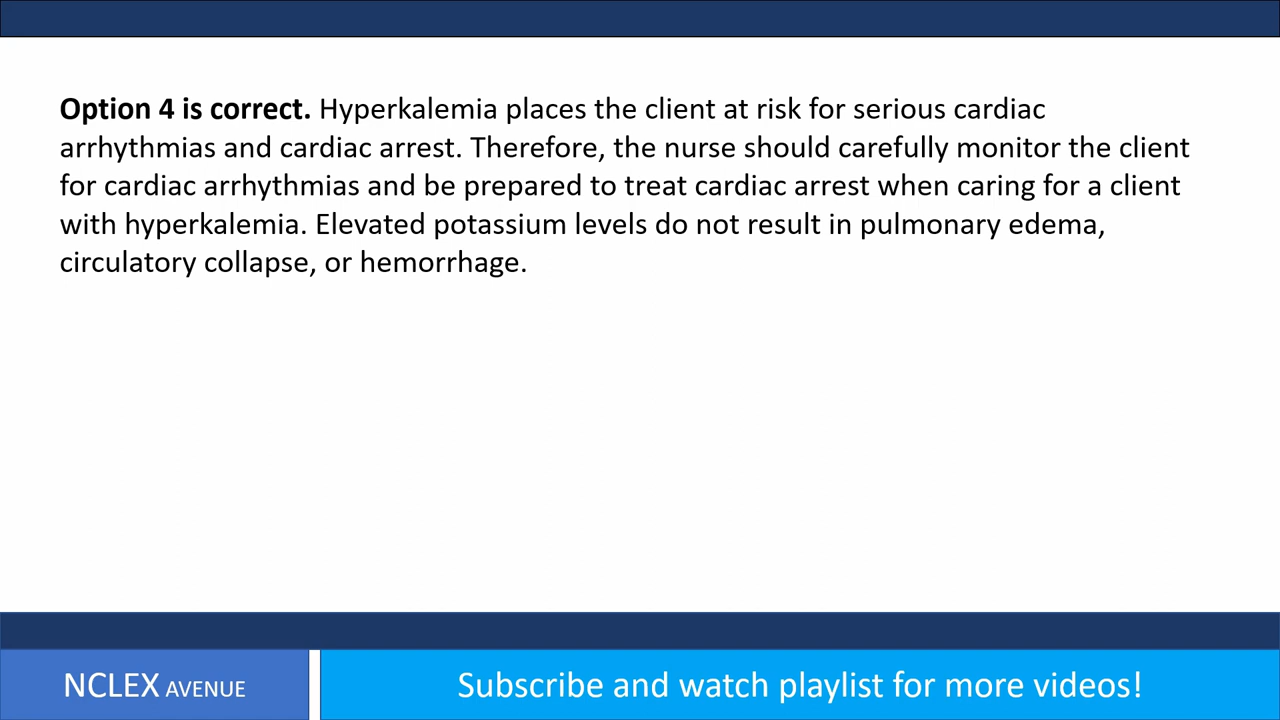 Option 4 is correct. Hyperkalemia places the client at risk for serious cardiac
arrhythmias and cardiac arrest. Therefore, the nurse should carefully monitor the client
for cardiac arrhythmias and be prepared to treat cardiac arrest when caring for a client
with hyperkalemia. Elevated potassium levels do not result in pulmonary edema,
circulatory collapse, or hemorrhage.
NCLEX AVENUE
Subscribe and watch playlist for more videos!